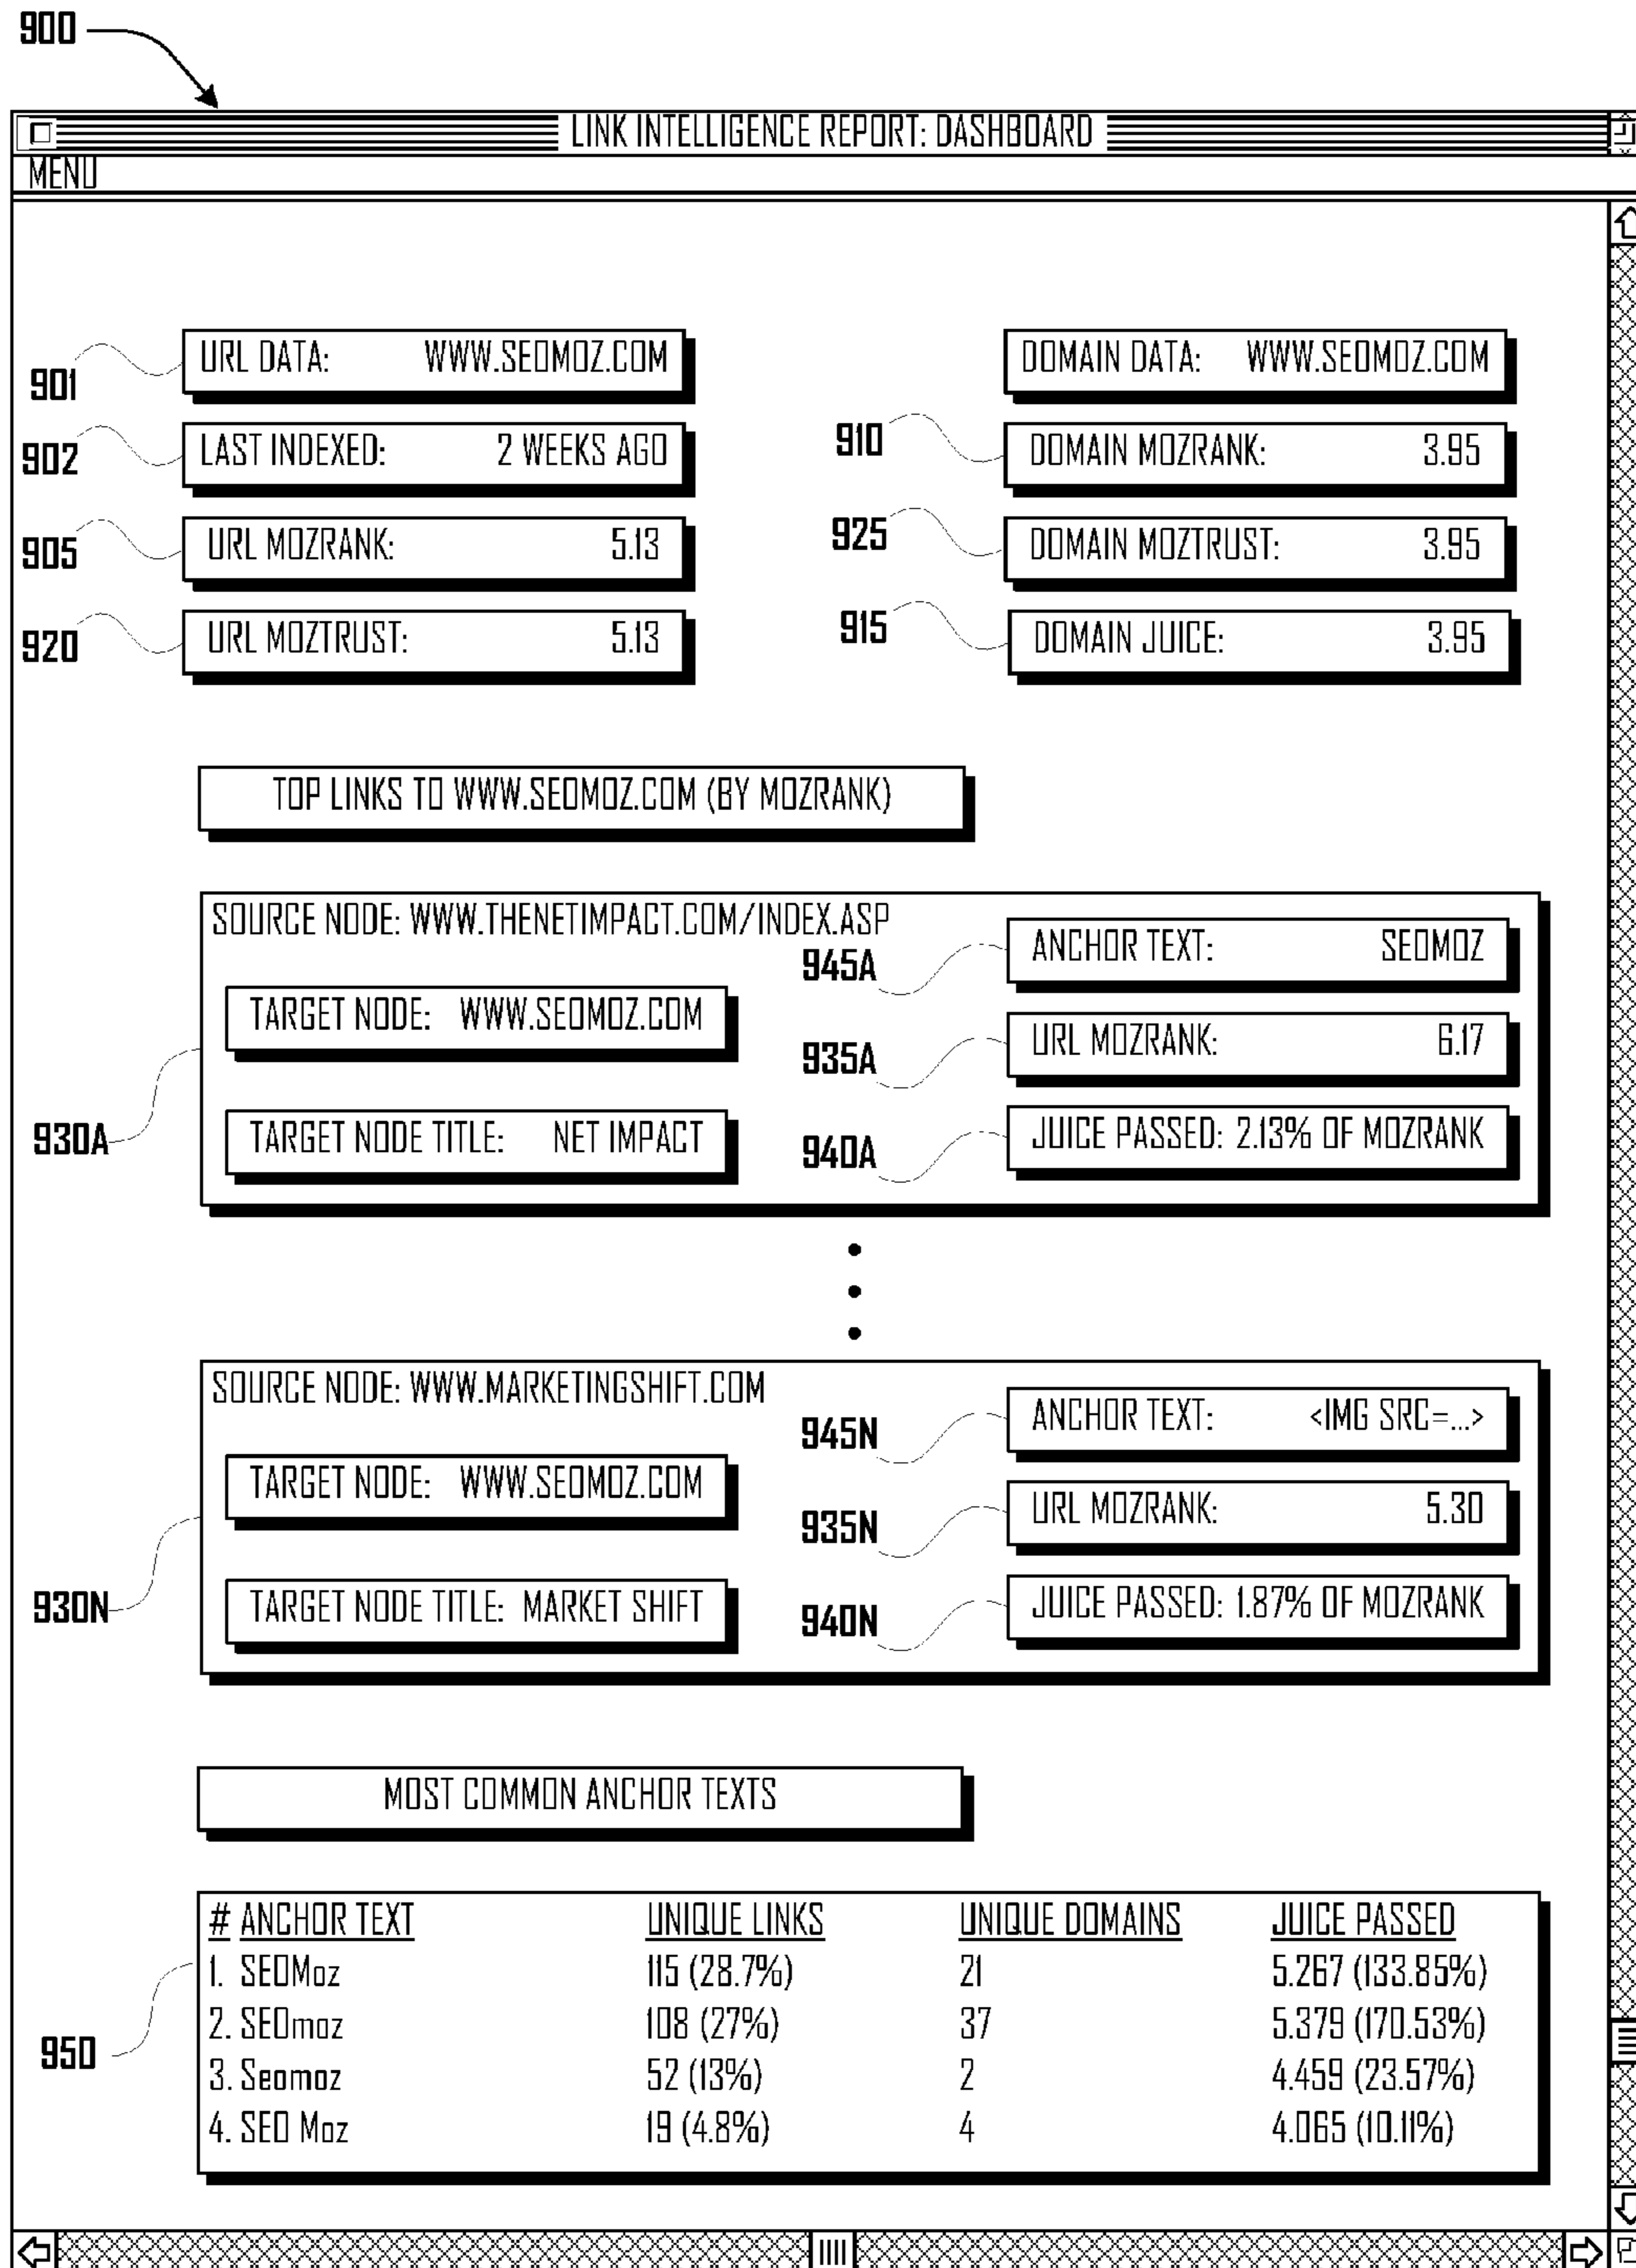 900
LINK INTELLIGENCE REPORT: DASHBOARD
MENU
901
URL DATA: WWW.SEOMOZ.COM
DOMAIN DATA: WWW.SEOMOZ.COM
902
LAST INDEXED: 2 WEEKS AGO
910
DOMAIN MOZRANK: 3.95
905
URL MOZRANK: 5.13
925
DOMAIN MOZTRUST: 3.95
920
URL MOZTRUST: 5.13
915
DOMAIN JUICE: 3.95
TOP LINKS TO WWW.SEOMOZ.COM (BY MOZRANK)
930A
SOURCE NODE: WWW.THENETIMPACT.COM/INDEX.ASP
TARGET NODE: WWW.SEOMOZ.COM
TARGET NODE TITLE: NET IMPACT
945A
ANCHOR TEXT: SEOMOZ
935A
URL MOZRANK: 6.17
940A
JUICE PASSED: 2.13% OF MOZRANK
930N
SOURCE NODE: WWW.MARKETINGSHIFT.COM
TARGET NODE: WWW.SEOMOZ.COM
TARGET NODE TITLE: MARKET SHIFT
945N
ANCHOR TEXT: <IMG SRC=...>
935N
URL MOZRANK: 5.30
940N
JUICE PASSED: 1.87% OF MOZRANK
MOST COMMON ANCHOR TEXTS
950
# ANCHOR TEXT UNIQUE LINKS UNIQUE DOMAINS JUICE PASSED
1. SEOMoz 115 (28.7%) 21 5.267 (133.85%)
2. SEOmoz 108 (27%) 37 5.379 (170.53%)
3. Seomoz 52 (13%) 2 4.459 (23.57%)
4. SEO Moz 19 (4.8%) 4 4.065 (10.11%)